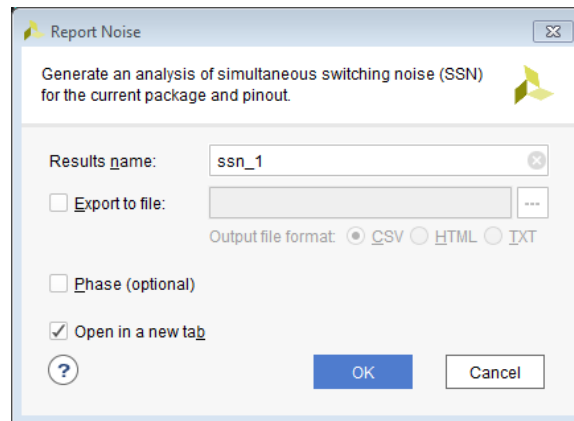 Report Noise
Generate an analysis of simultaneous switching noise (SSN)
for the current package and pinout.
Results name: ssn_1
Export to file: ...
Output file format: CSV HTML TXT
Phase (optional)
Open in a new tab
? OK Cancel